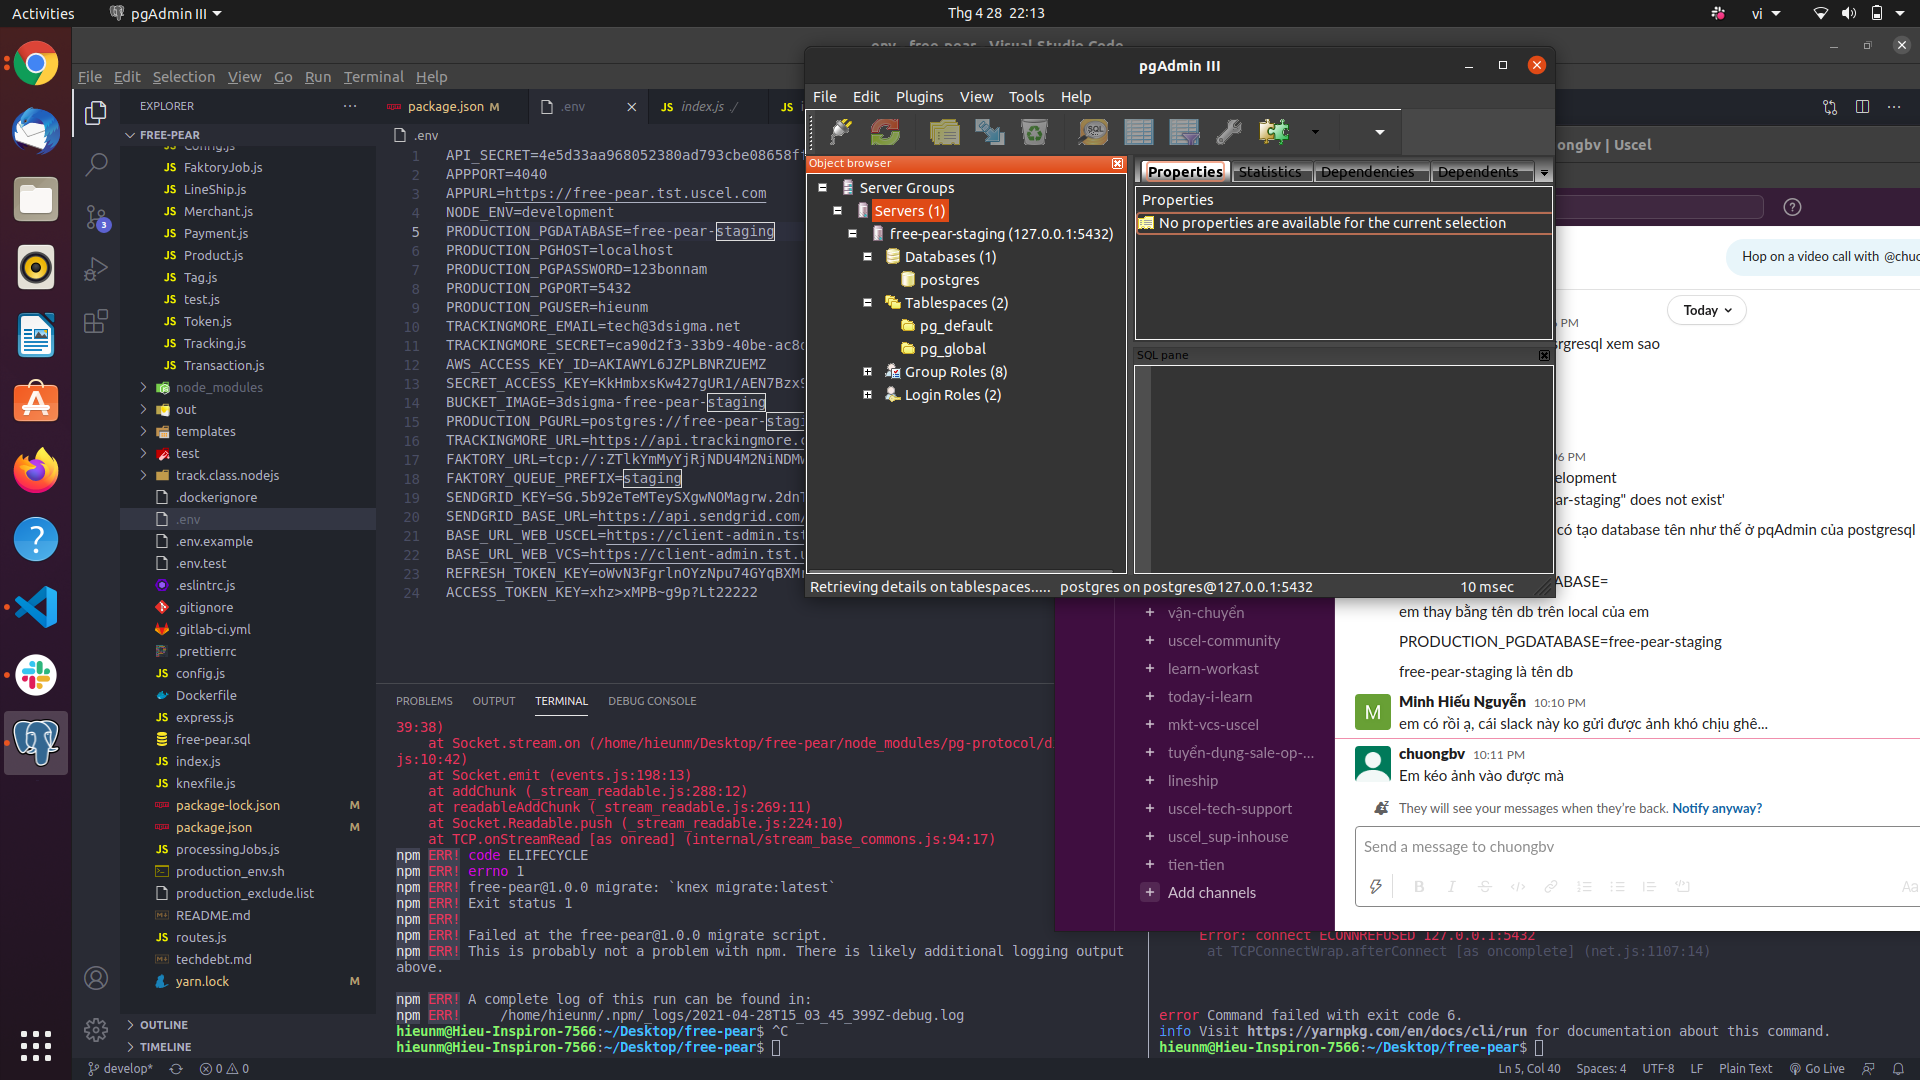 Activities
pgAdmin III
Thg 4 28 22:13
vi
.env - free-pear - Visual Studio Code
File Edit Selection View Go Run Terminal Help
EXPLORER
FREE-PEAR
Config.js
FaktoryJob.js
LineShip.js
Merchant.js
Payment.js
Product.js
Tag.js
test.js
Token.js
Tracking.js
Transaction.js
node_modules
out
templates
test
track.class.nodejs
.dockerignore
.env
.env.example
.env.test
.eslintrc.js
.gitignore
.gitlab-ci.yml
.prettierrc
config.js
Dockerfile
express.js
free-pear.sql
index.js
knexfile.js
package-lock.json M
package.json M
processingJobs.js
production_env.sh
production_exclude.list
README.md
routes.js
techdebt.md
yarn.lock M
OUTLINE
TIMELINE
3
package.json M
.env
index.js ./
.env
1 API_SECRET=
2 APPPORT=4040
3 APPURL=https://free-pear.tst.uscel.com
4 NODE_ENV=development
5 PRODUCTION_PGDATABASE=free-pear-staging
6 PRODUCTION_PGHOST=localhost
7 PRODUCTION_PGPASSWORD=123bonnam
8 PRODUCTION_PGPORT=5432
9 PRODUCTION_PGUSER=hieunm
10 TRACKINGMORE_EMAIL=tech@3dsigma.net
11 TRACKINGMORE_SECRET=
12 AWS_ACCESS_KEY_ID=AKIAWYL6JZPLBNRZUEMZ
13 SECRET_ACCESS_KEY=
14 BUCKET_IMAGE=3dsigma-free-pear-staging
15 PRODUCTION_PGURL=postgres://free-pear-stagi
16 TRACKINGMORE_URL=https://api.trackingmore.
17 FAKTORY_URL=
18 FAKTORY_QUEUE_PREFIX=staging
19 SENDGRID_KEY=
20 SENDGRID_BASE_URL=https://api.sendgrid.com/
21 BASE_URL_WEB_USCEL=https://client-admin.tst
22 BASE_URL_WEB_VCS=https://client-admin.tst.
23 REFRESH_TOKEN_KEY=
24 ACCESS_TOKEN_KEY=xhz>xMPB~g9p?Lt22222
pgAdmin III
File Edit Plugins View Tools Help
SQL
Object browser
Server Groups
Servers (1)
free-pear-staging (127.0.0.1:5432)
Databases (1)
postgres
Tablespaces (2)
pg_default
pg_global
Group Roles (8)
Login Roles (2)
Properties Statistics Dependencies Dependents
Properties
No properties are available for the current selection
SQL pane
Retrieving details on tablespaces..... postgres on postgres@127.0.0.1:5432 10 msec
PROBLEMS OUTPUT TERMINAL DEBUG CONSOLE
39:38)
at Socket.stream.on (/home/hieunm/Desktop/free-pear/node_modules/pg-protocol/
js:10:42)
at Socket.emit (events.js:198:13)
at addChunk (_stream_readable.js:288:12)
at readableAddChunk (_stream_readable.js:269:11)
at Socket.Readable.push (_stream_readable.js:224:10)
at TCP.onStreamRead [as onread] (internal/stream_base_commons.js:94:17)
npm ERR! code ELIFECYCLE
npm ERR! errno 1
npm ERR! free-pear@1.0.0 migrate: `knex migrate:latest`
npm ERR! Exit status 1
npm ERR!
npm ERR! Failed at the free-pear@1.0.0 migrate script.
npm ERR! This is probably not a problem with npm. There is likely additional logging output
above.
npm ERR! A complete log of this run can be found in:
npm ERR! /home/hieunm/.npm/_logs/2021-04-28T15_03_45_399Z-debug.log
hieunm@Hieu-Inspiron-7566:~/Desktop/free-pear$ ^C
hieunm@Hieu-Inspiron-7566:~/Desktop/free-pear$
| Uscel
Hop on a video call with
Today
PM
xem sao
PM
" does not exist'
có tạo database tên như thế ở pqAdmin của postgresql
em thay bằng tên db trên local của em
PRODUCTION_PGDATABASE=free-pear-staging
free-pear-staging là tên db
Minh Hiếu Nguyễn 10:10 PM
M
em có rồi ạ, cái slack này ko gửi được ảnh khó chịu ghê...
chuongbv 10:11 PM
Em kéo ảnh vào được mà
They will see your messages when they're back. Notify anyway?
Send a message to chuongbv
Aa
+ vận-chuyển
+ uscel-community
+ learn-workast
+ today-i-learn
+ mkt-vcs-uscel
+ tuyển-dụng-sale-op-...
+ lineship
+ uscel-tech-support
+ uscel_sup-inhouse
+ tien-tien
+ Add channels
Error: connect ECONNREFUSED 127.0.0.1:5432
at TCPConnectWrap.afterConnect [as oncomplete] (net.js:1107:14)
error Command failed with exit code 6.
info Visit https://yarnpkg.com/en/docs/cli/run for documentation about this command.
hieunm@Hieu-Inspiron-7566:~/Desktop/free-pear$
develop*
0 0
Ln 5, Col 40 Spaces: 4 UTF-8 LF Plain Text Go Live